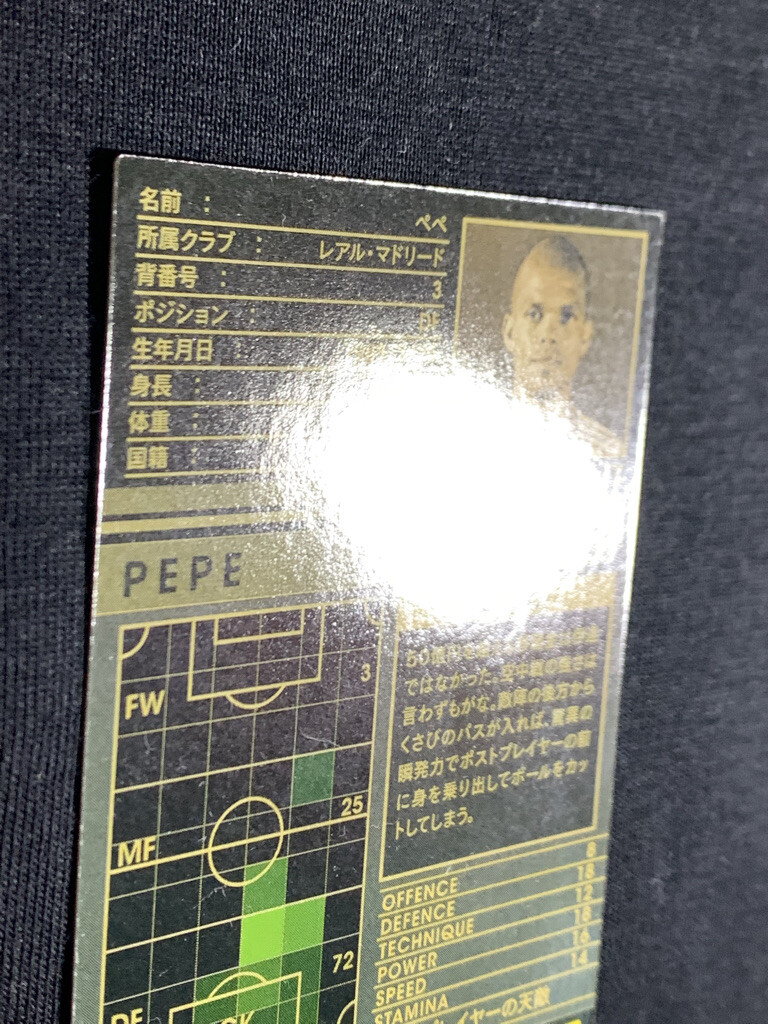 名前 : ペペ
所属クラブ : レアル・マドリード
背番号 : 3
ポジション : DF
生年月日 :
身長 :
体重 :
国籍 :
PEPE
3
FW
25
MF
72
DF
GK
ではなかった。空中戦の強さは
言わずもがな。敵陣の後方から
くさびのパスが入れば、驚異の
瞬発力でポストプレイヤーの前
に身を乗り出してボールをカッ
トしてしまう。
OFFENCE 8
DEFENCE 18
TECHNIQUE 12
POWER 18
SPEED 16
STAMINA 14
プレイヤーの天敵